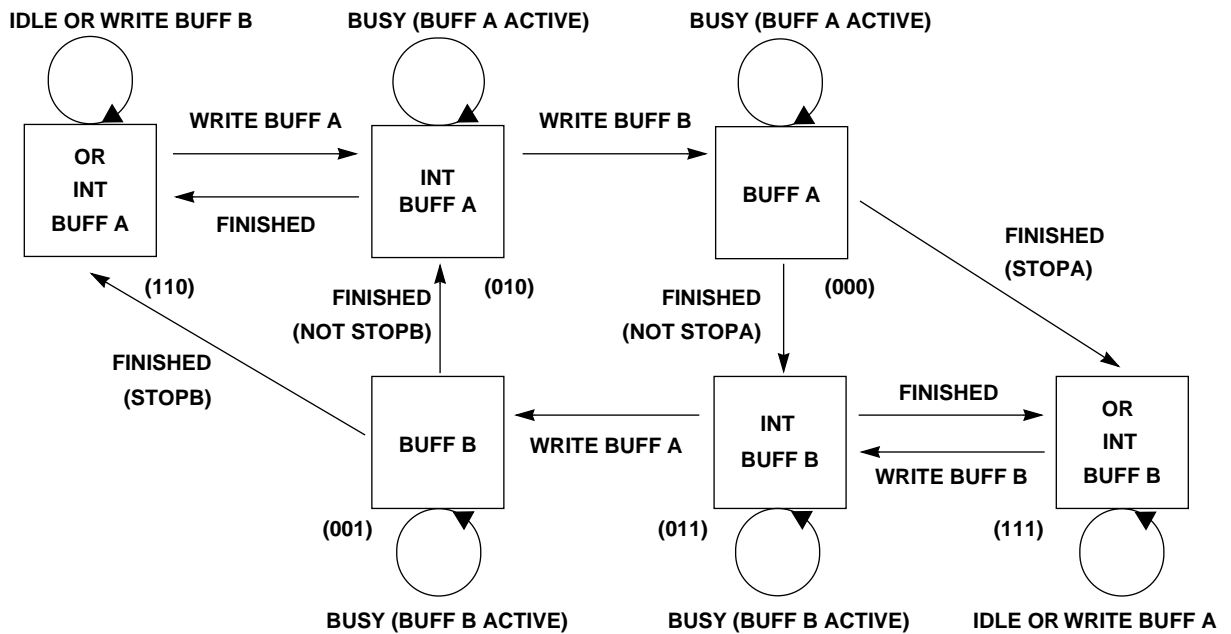 IDLE OR WRITE BUFF B
BUSY (BUFF A ACTIVE)
BUSY (BUFF A ACTIVE)
WRITE BUFF A
WRITE BUFF B
OR
INT
BUFF A
INT
BUFF A
BUFF A
FINISHED
FINISHED
(STOPA)
(110)
(010)
(000)
FINISHED
(NOT STOPB)
FINISHED
(NOT STOPA)
FINISHED
(STOPB)
BUFF B
WRITE BUFF A
INT
BUFF B
FINISHED
WRITE BUFF B
OR
INT
BUFF B
(001)
(011)
(111)
BUSY (BUFF B ACTIVE)
BUSY (BUFF B ACTIVE)
IDLE OR WRITE BUFF A